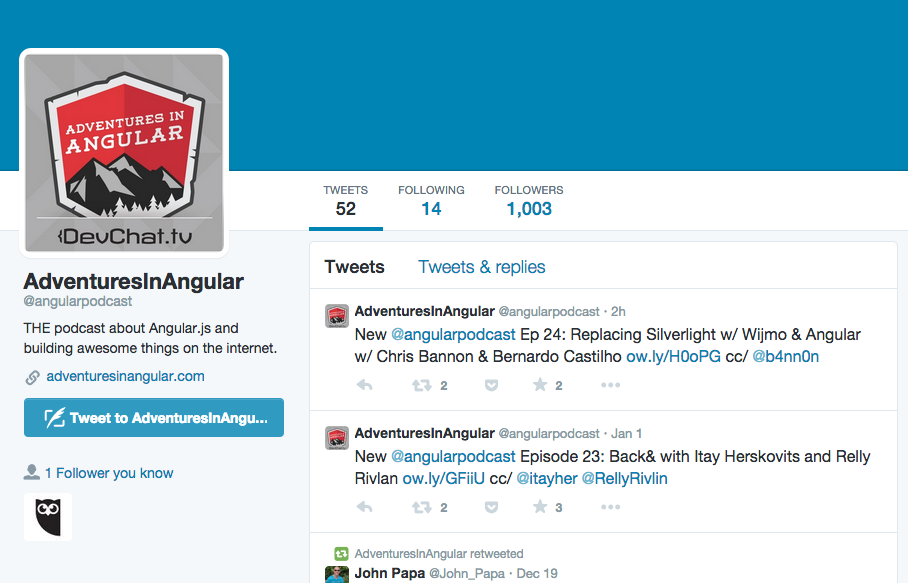 ADVENTURES IN
ANGULAR
{DevChat.tv
TWEETS FOLLOWING FOLLOWERS
52 14 1,003
AdventuresInAngular
@angularpodcast
THE podcast about Angular.js and
building awesome things on the internet.
adventuresinangular.com
Tweet to AdventuresInAngu...
1 Follower you know
Tweets Tweets & replies
AdventuresInAngular @angularpodcast · 2h
New @angularpodcast Ep 24: Replacing Silverlight w/ Wijmo & Angular
w/ Chris Bannon & Bernardo Castilho ow.ly/H0oPG cc/ @b4nn0n
2 2
AdventuresInAngular @angularpodcast · Jan 1
New @angularpodcast Episode 23: Back& with Itay Herskovits and Relly
Rivlan ow.ly/GFiiU cc/ @itayher @RellyRivlin
2 3
AdventuresInAngular retweeted
John Papa @John_Papa · Dec 19